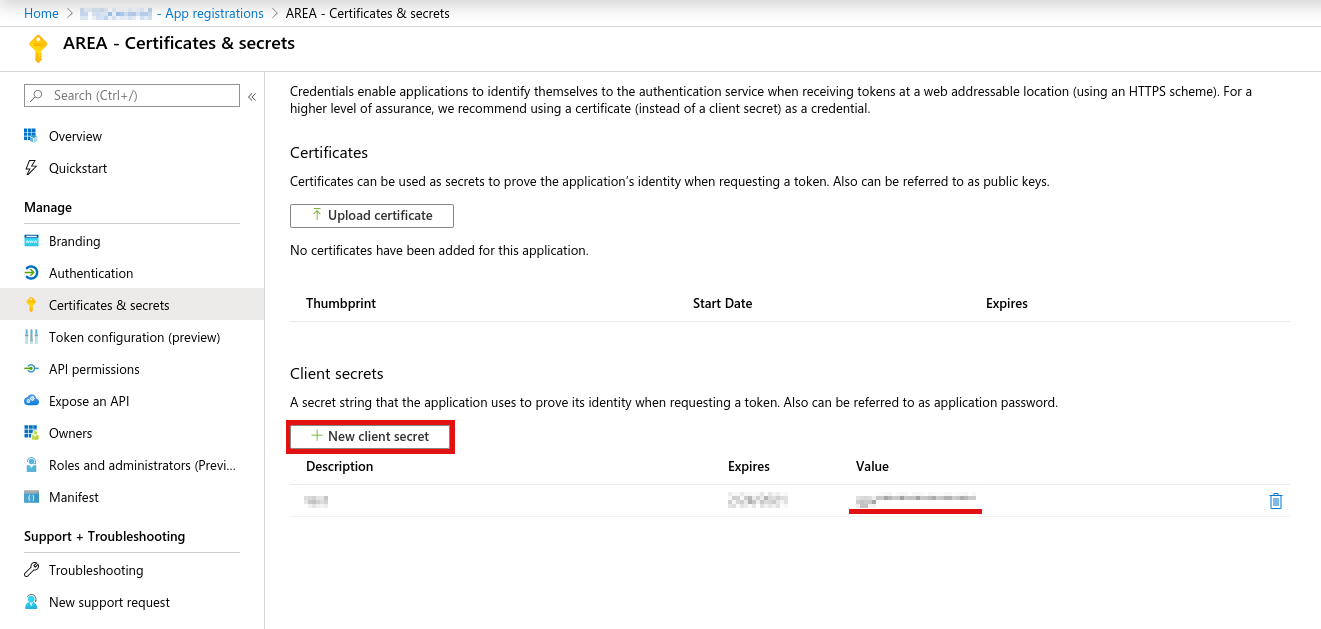 Home > - App registrations > AREA - Certificates & secrets
AREA - Certificates & secrets
Search (Ctrl+/)
«
Overview
Quickstart
Manage
Branding
Authentication
Certificates & secrets
Token configuration (preview)
API permissions
Expose an API
Owners
Roles and administrators (Previ...
Manifest
Support + Troubleshooting
Troubleshooting
New support request
Credentials enable applications to identify themselves to the authentication service when receiving tokens at a web addressable location (using an HTTPS scheme). For a
higher level of assurance, we recommend using a certificate (instead of a client secret) as a credential.
Certificates
Certificates can be used as secrets to prove the application's identity when requesting a token. Also can be referred to as public keys.
Upload certificate
No certificates have been added for this application.
Thumbprint Start Date Expires
Client secrets
A secret string that the application uses to prove its identity when requesting a token. Also can be referred to as application password.
New client secret
Description Expires Value